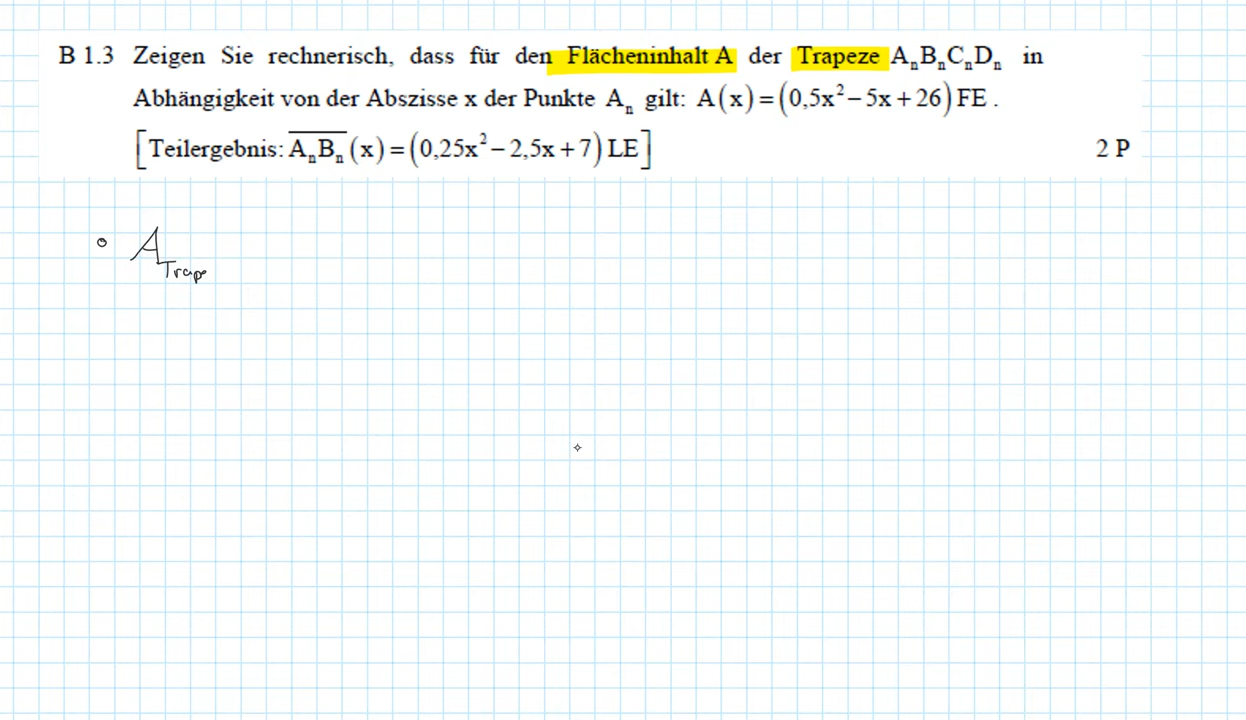 B 1.3 Zeigen Sie rechnerisch, dass für den Flächeninhalt A der Trapeze AₙBₙCₙDₙ in
Abhängigkeit von der Abszisse x der Punkte Aₙ gilt: A(x) = (0,5x² − 5x + 26) FE .
[Teilergebnis: A̅ₙ̅B̅ₙ̅ (x) = (0,25x² − 2,5x + 7) LE] 2 P
∘ A_Trap